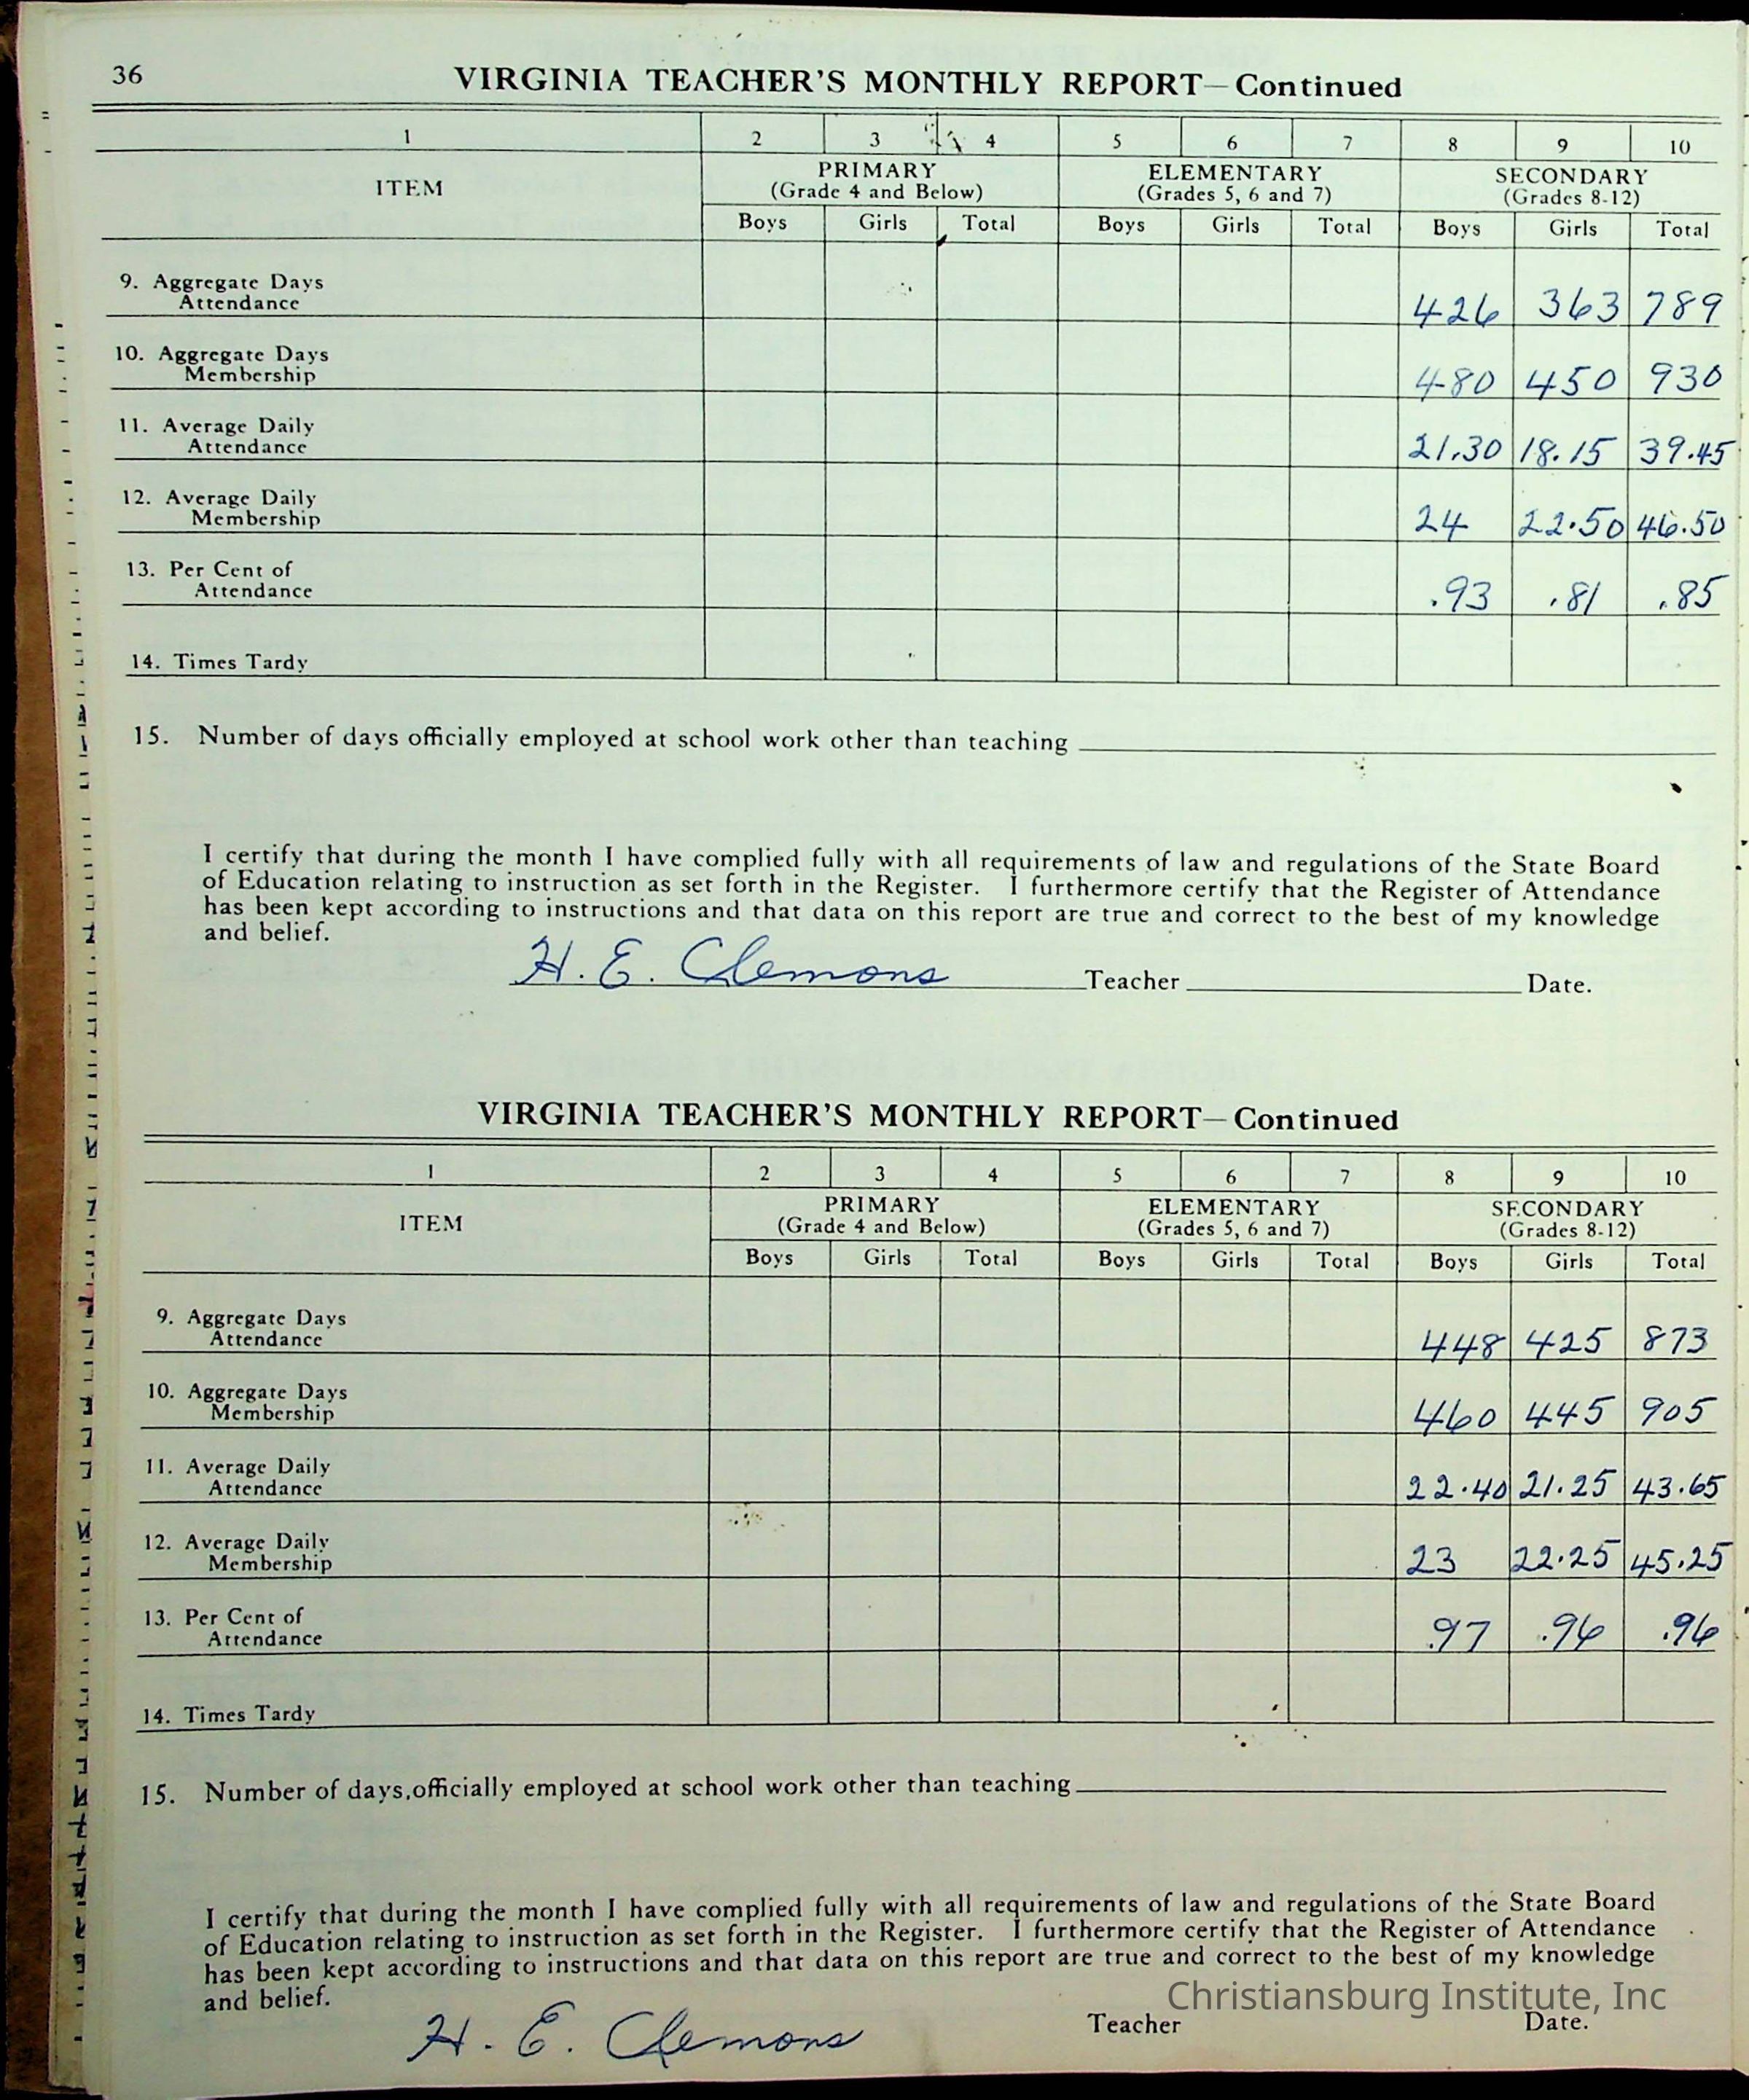 36
VIRGINIA TEACHER'S MONTHLY REPORT—Continued
1 2 3 4 5 6 7 8 9 10
ITEM PRIMARY ELEMENTARY SECONDARY
(Grade 4 and Below) (Grades 5, 6 and 7) (Grades 8-12)
Boys Girls Total Boys Girls Total Boys Girls Total
9. Aggregate Days
Attendance 426 363 789
10. Aggregate Days
Membership 480 450 930
11. Average Daily
Attendance 21.30 18.15 39.45
12. Average Daily
Membership 24 22.50 46.50
13. Per Cent of
Attendance .93 .81 .85
14. Times Tardy
15. Number of days officially employed at school work other than teaching
I certify that during the month I have complied fully with all requirements of law and regulations of the State Board
of Education relating to instruction as set forth in the Register. I furthermore certify that the Register of Attendance
has been kept according to instructions and that data on this report are true and correct to the best of my knowledge
and belief.
H. E. Clemons Teacher Date.
VIRGINIA TEACHER'S MONTHLY REPORT—Continued
1 2 3 4 5 6 7 8 9 10
ITEM PRIMARY ELEMENTARY SECONDARY
(Grade 4 and Below) (Grades 5, 6 and 7) (Grades 8-12)
Boys Girls Total Boys Girls Total Boys Girls Total
9. Aggregate Days
Attendance 448 425 873
10. Aggregate Days
Membership 460 445 905
11. Average Daily
Attendance 22.40 21.25 43.65
12. Average Daily
Membership 23 22.25 45.25
13. Per Cent of
Attendance .97 .96 .96
14. Times Tardy
15. Number of days officially employed at school work other than teaching
I certify that during the month I have complied fully with all requirements of law and regulations of the State Board
of Education relating to instruction as set forth in the Register. I furthermore certify that the Register of Attendance
has been kept according to instructions and that data on this report are true and correct to the best of my knowledge
and belief.
Christiansburg Institute, Inc
H. E. Clemons Teacher Date.